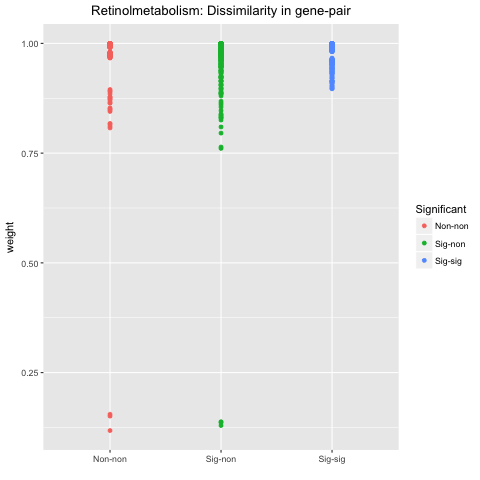 Retinolmetabolism: Dissimilarity in gene-pair
1.00
0.75
0.50
0.25
weight
Non-non
Sig-non
Sig-sig
Significant
Non-non
Sig-non
Sig-sig